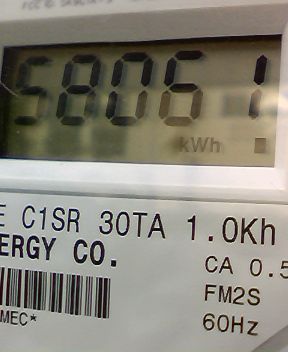 58061
kWh
E C1SR 30TA 1.0Kh
ERGY CO.
CA 0.5
FM2S
MEC*
60Hz